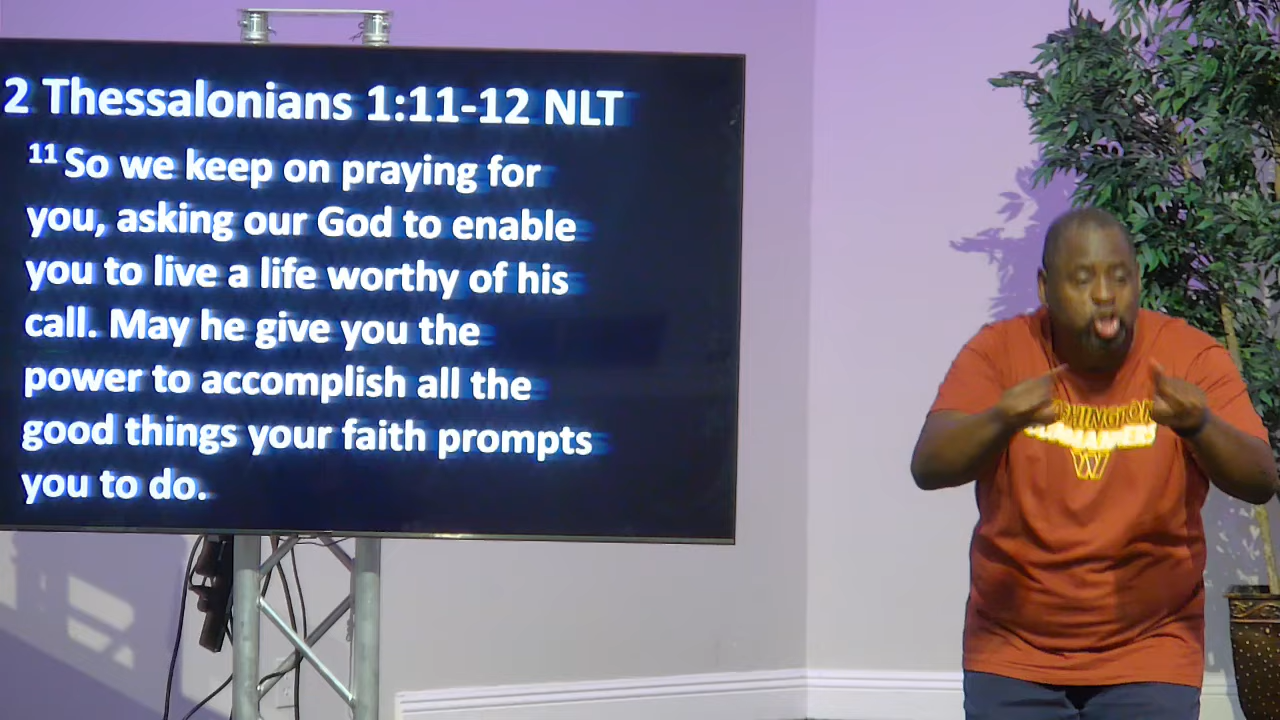 2 Thessalonians 1:11-12 NLT
11 So we keep on praying for
you, asking our God to enable
you to live a life worthy of his
call. May he give you the
power to accomplish all the
good things your faith prompts
you to do.
W